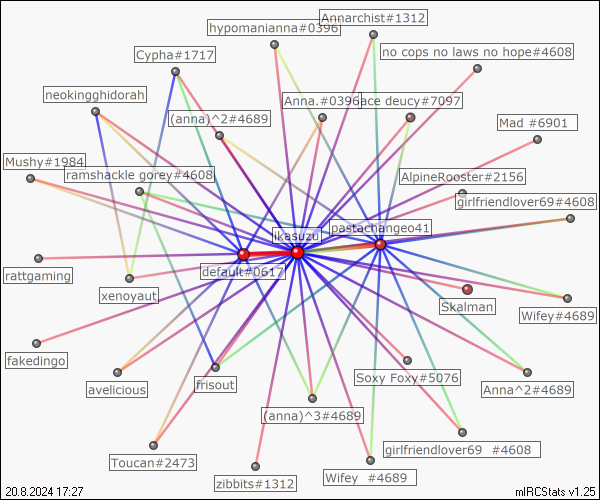 Annarchist#1312
hypomanianna#0396
Cypha#1717
no cops no laws no hope#4608
neokingghidorah
Anna.#0396
ace deucy#7097
(anna)^2#4689
Mad #6901
Mushy#1984
ramshackle gorey#4608
AlpineRooster#2156
girlfriendlover69#4608
pastachangeo41
ikasuzu
default#0617
rattgaming
xenoyaut
Skalman
Wifey#4689
fakedingo
Soxy Foxy#5076
avelicious
frisout
Anna^2#4689
(anna)^3#4689
girlfriendlover69 #4608
Toucan#2473
zibbits#1312
Wifey #4689
20.8.2024 17:27
mIRCStats v1.25